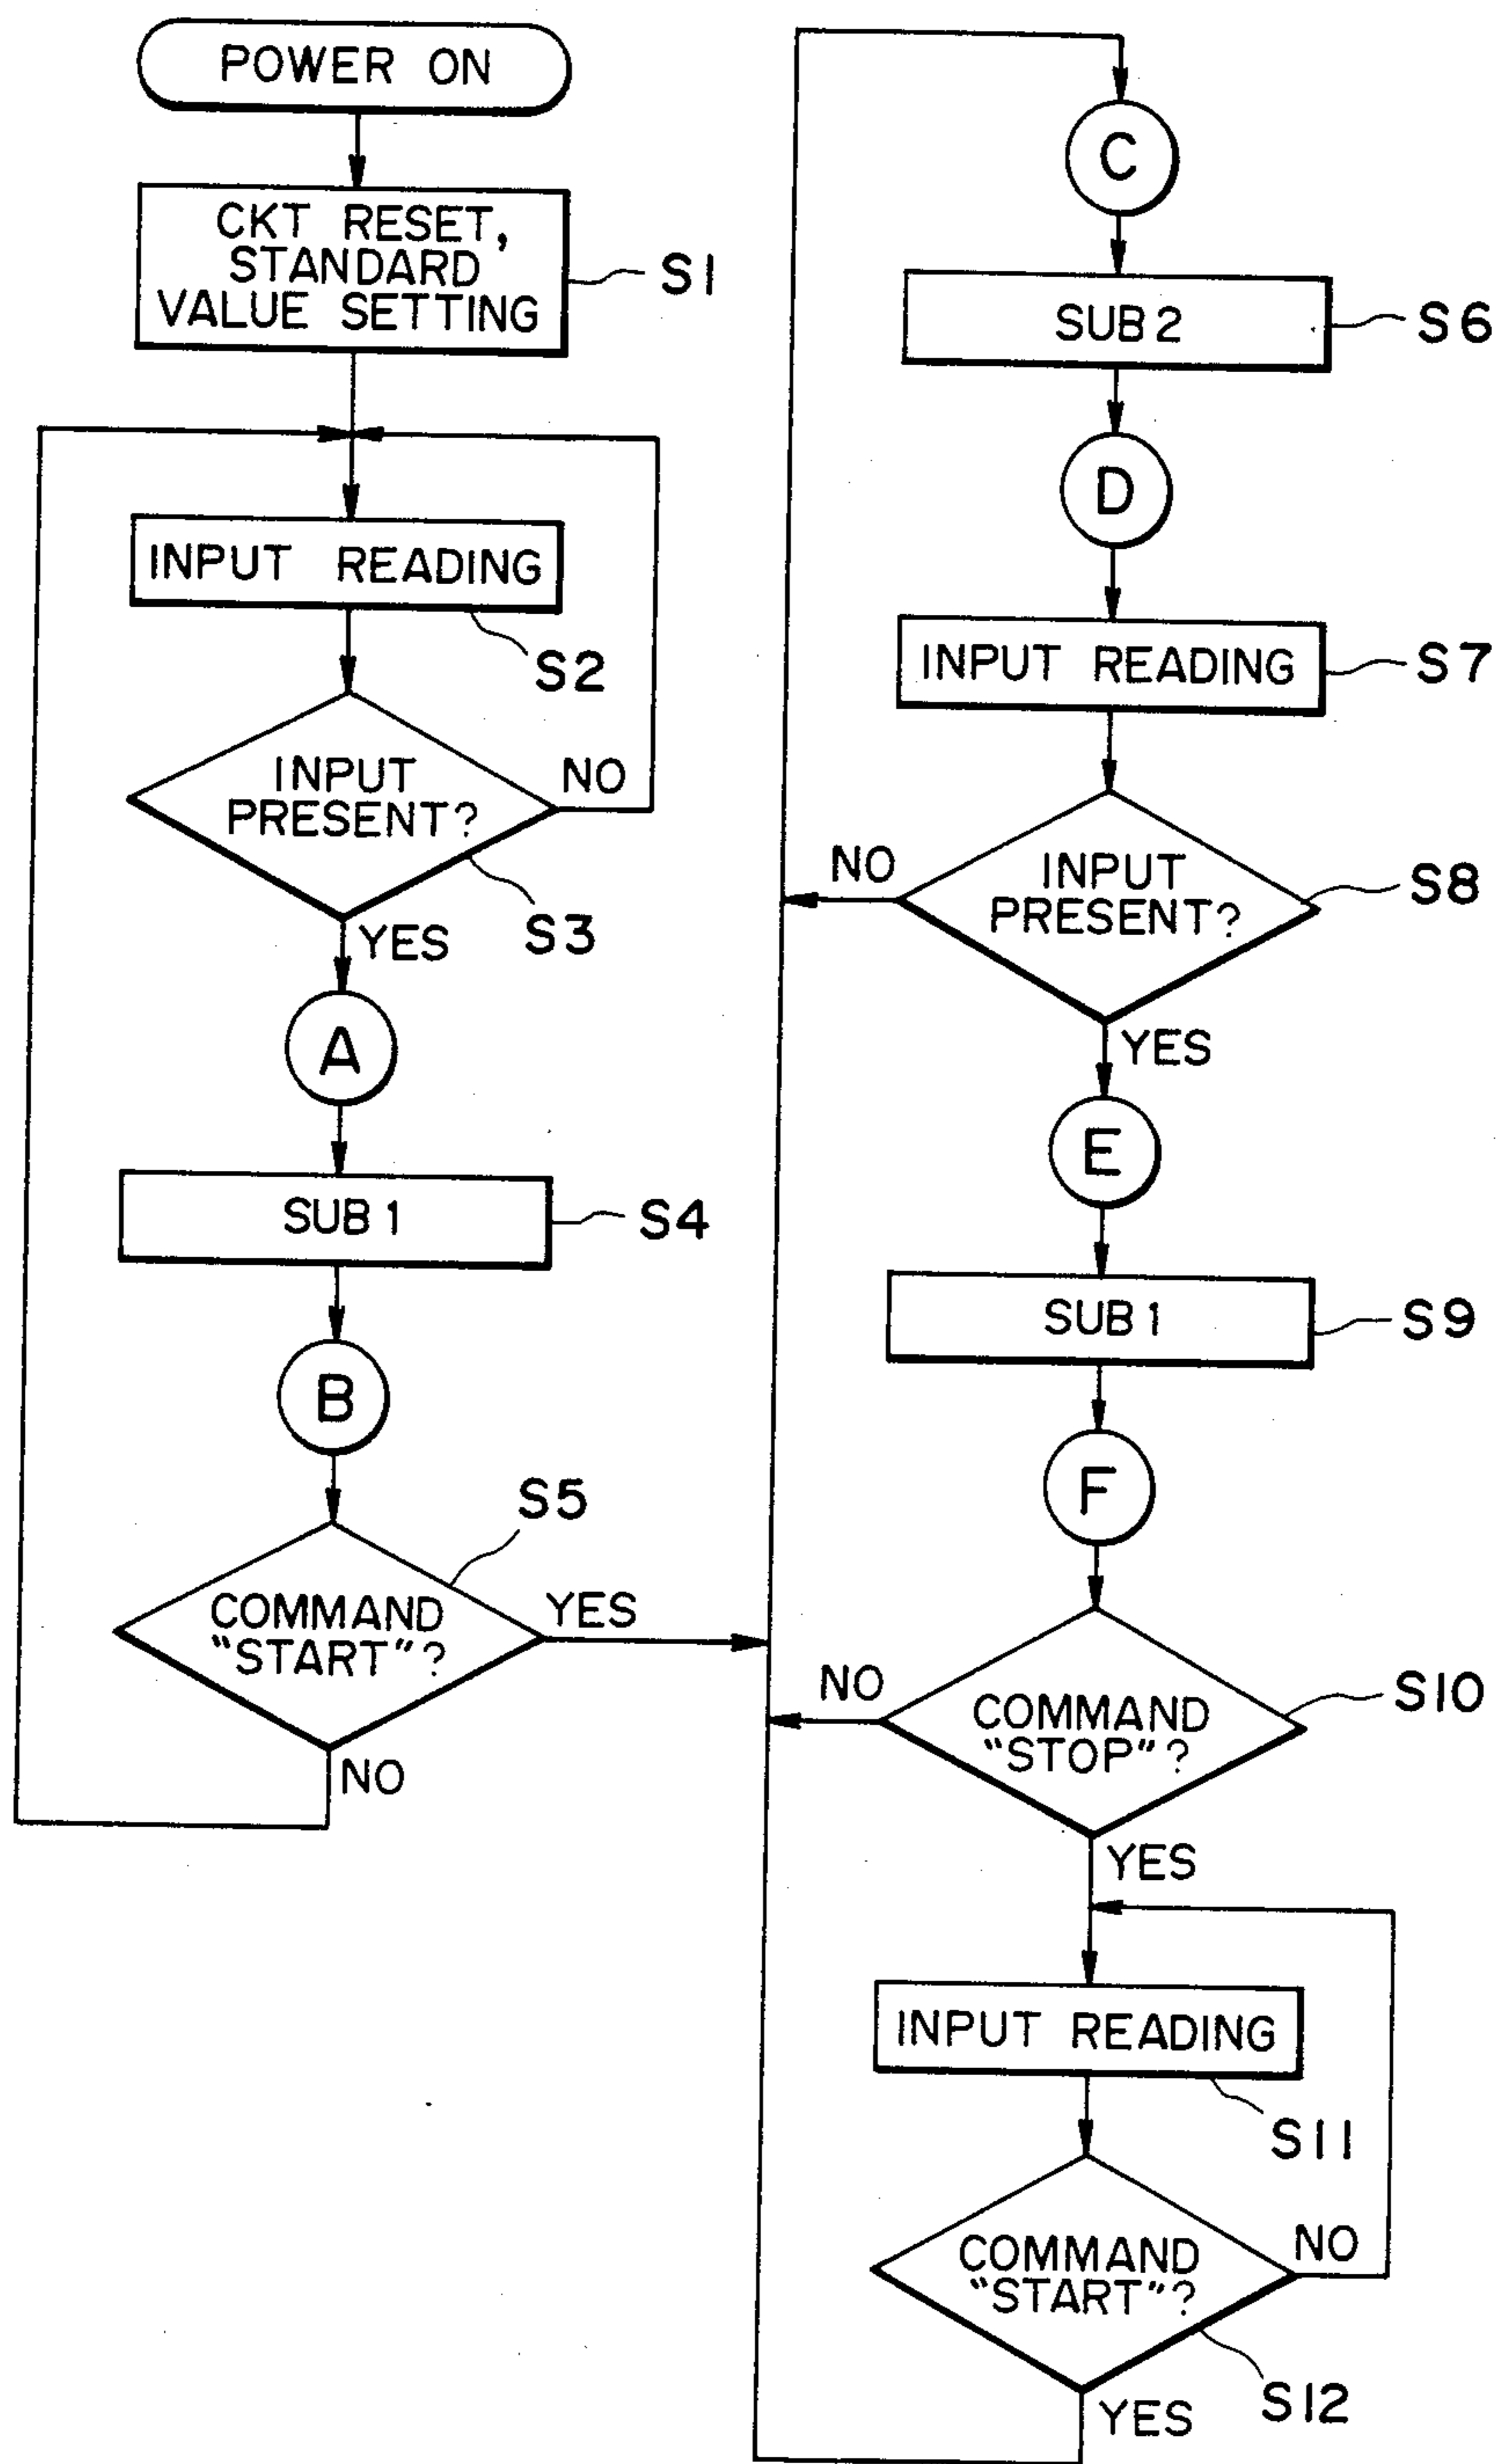 POWER ON
CKT RESET,
STANDARD
VALUE SETTING
S1
INPUT READING
S2
INPUT
PRESENT?
NO
S3
YES
A
SUB 1
S4
B
S5
COMMAND
"START"?
YES
NO
C
SUB 2
S6
D
INPUT READING
S7
INPUT
PRESENT?
NO
S8
YES
E
SUB 1
S9
F
COMMAND
"STOP"?
NO
S10
YES
INPUT READING
S11
COMMAND
"START"?
NO
S12
YES